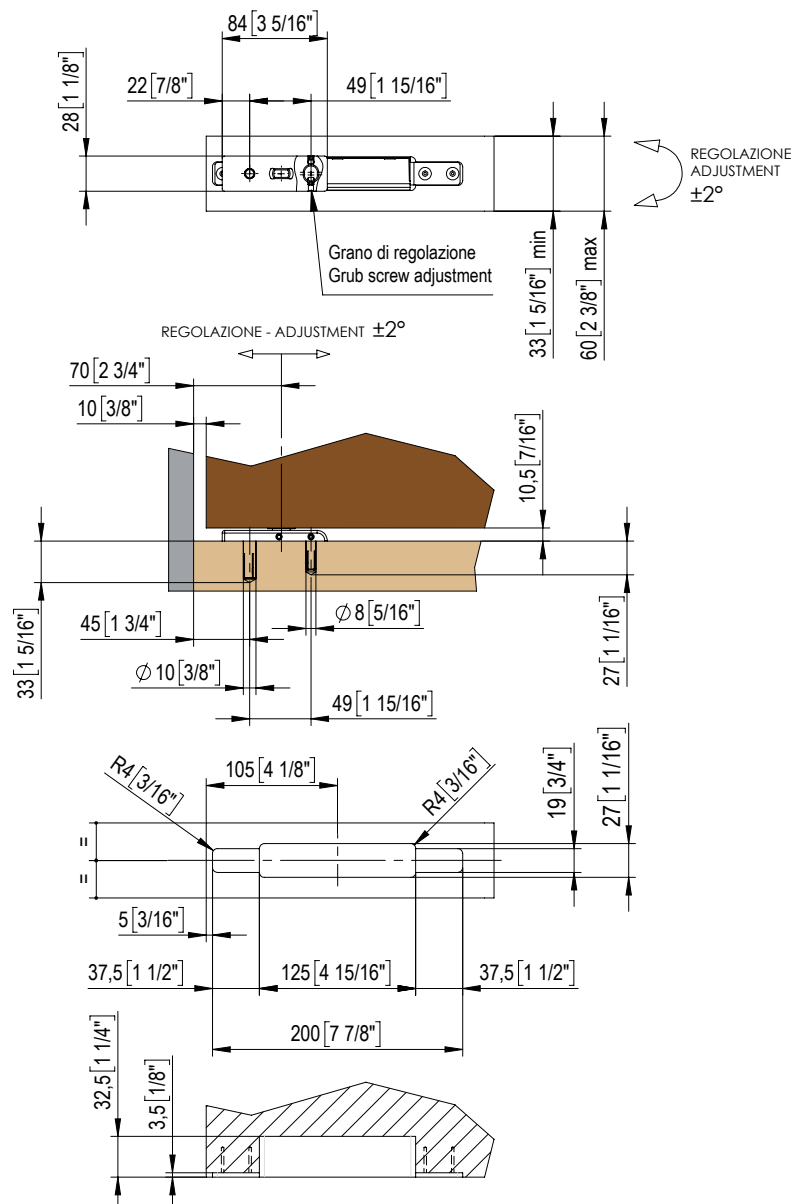 84[3 5/16"]
22[7/8"]
49[1 15/16"]
28[1 1/8"]
REGOLAZIONE
ADJUSTMENT
±2°
Grano di regolazione
Grub screw adjustment
33[1 5/16"] min
60[2 3/8"] max
REGOLAZIONE - ADJUSTMENT ±2°
70[2 3/4"]
10[3/8"]
10,5[7/16"]
33[1 5/16"]
45[1 3/4"]
Ø8[5/16"]
27[1 1/16"]
Ø10[3/8"]
49[1 15/16"]
R4[3/16"]
105[4 1/8"]
R4[3/16"]
19[3/4"]
27[1 1/16"]
=
=
5[3/16"]
37,5[1 1/2"]
125[4 15/16"]
37,5[1 1/2"]
200[7 7/8"]
32,5[1 1/4"]
3,5[1/8"]